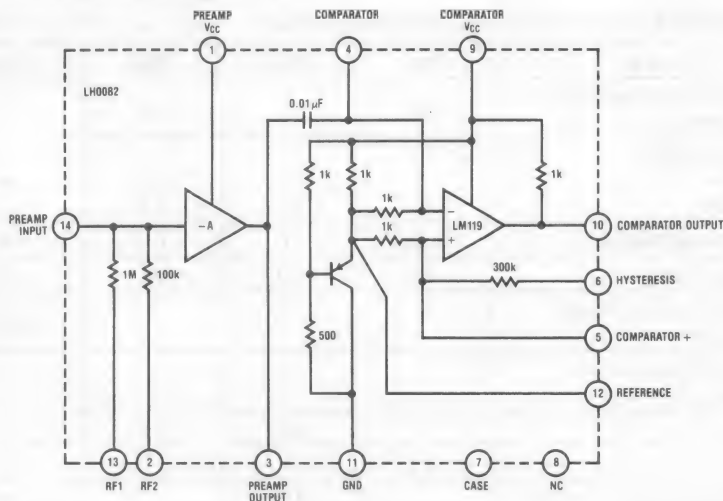 PREAMP
VCC
1
COMPARATOR
4
COMPARATOR
VCC
9
LH0082
0.01 µF
1k
1k
1k
1k
1k
PREAMP
INPUT
14
–A
–
+
LM119
10
COMPARATOR OUTPUT
1M
100k
300k
6
HYSTERESIS
500
5
COMPARATOR +
12
REFERENCE
13
RF1
2
RF2
3
PREAMP
OUTPUT
11
GND
7
CASE
8
NC